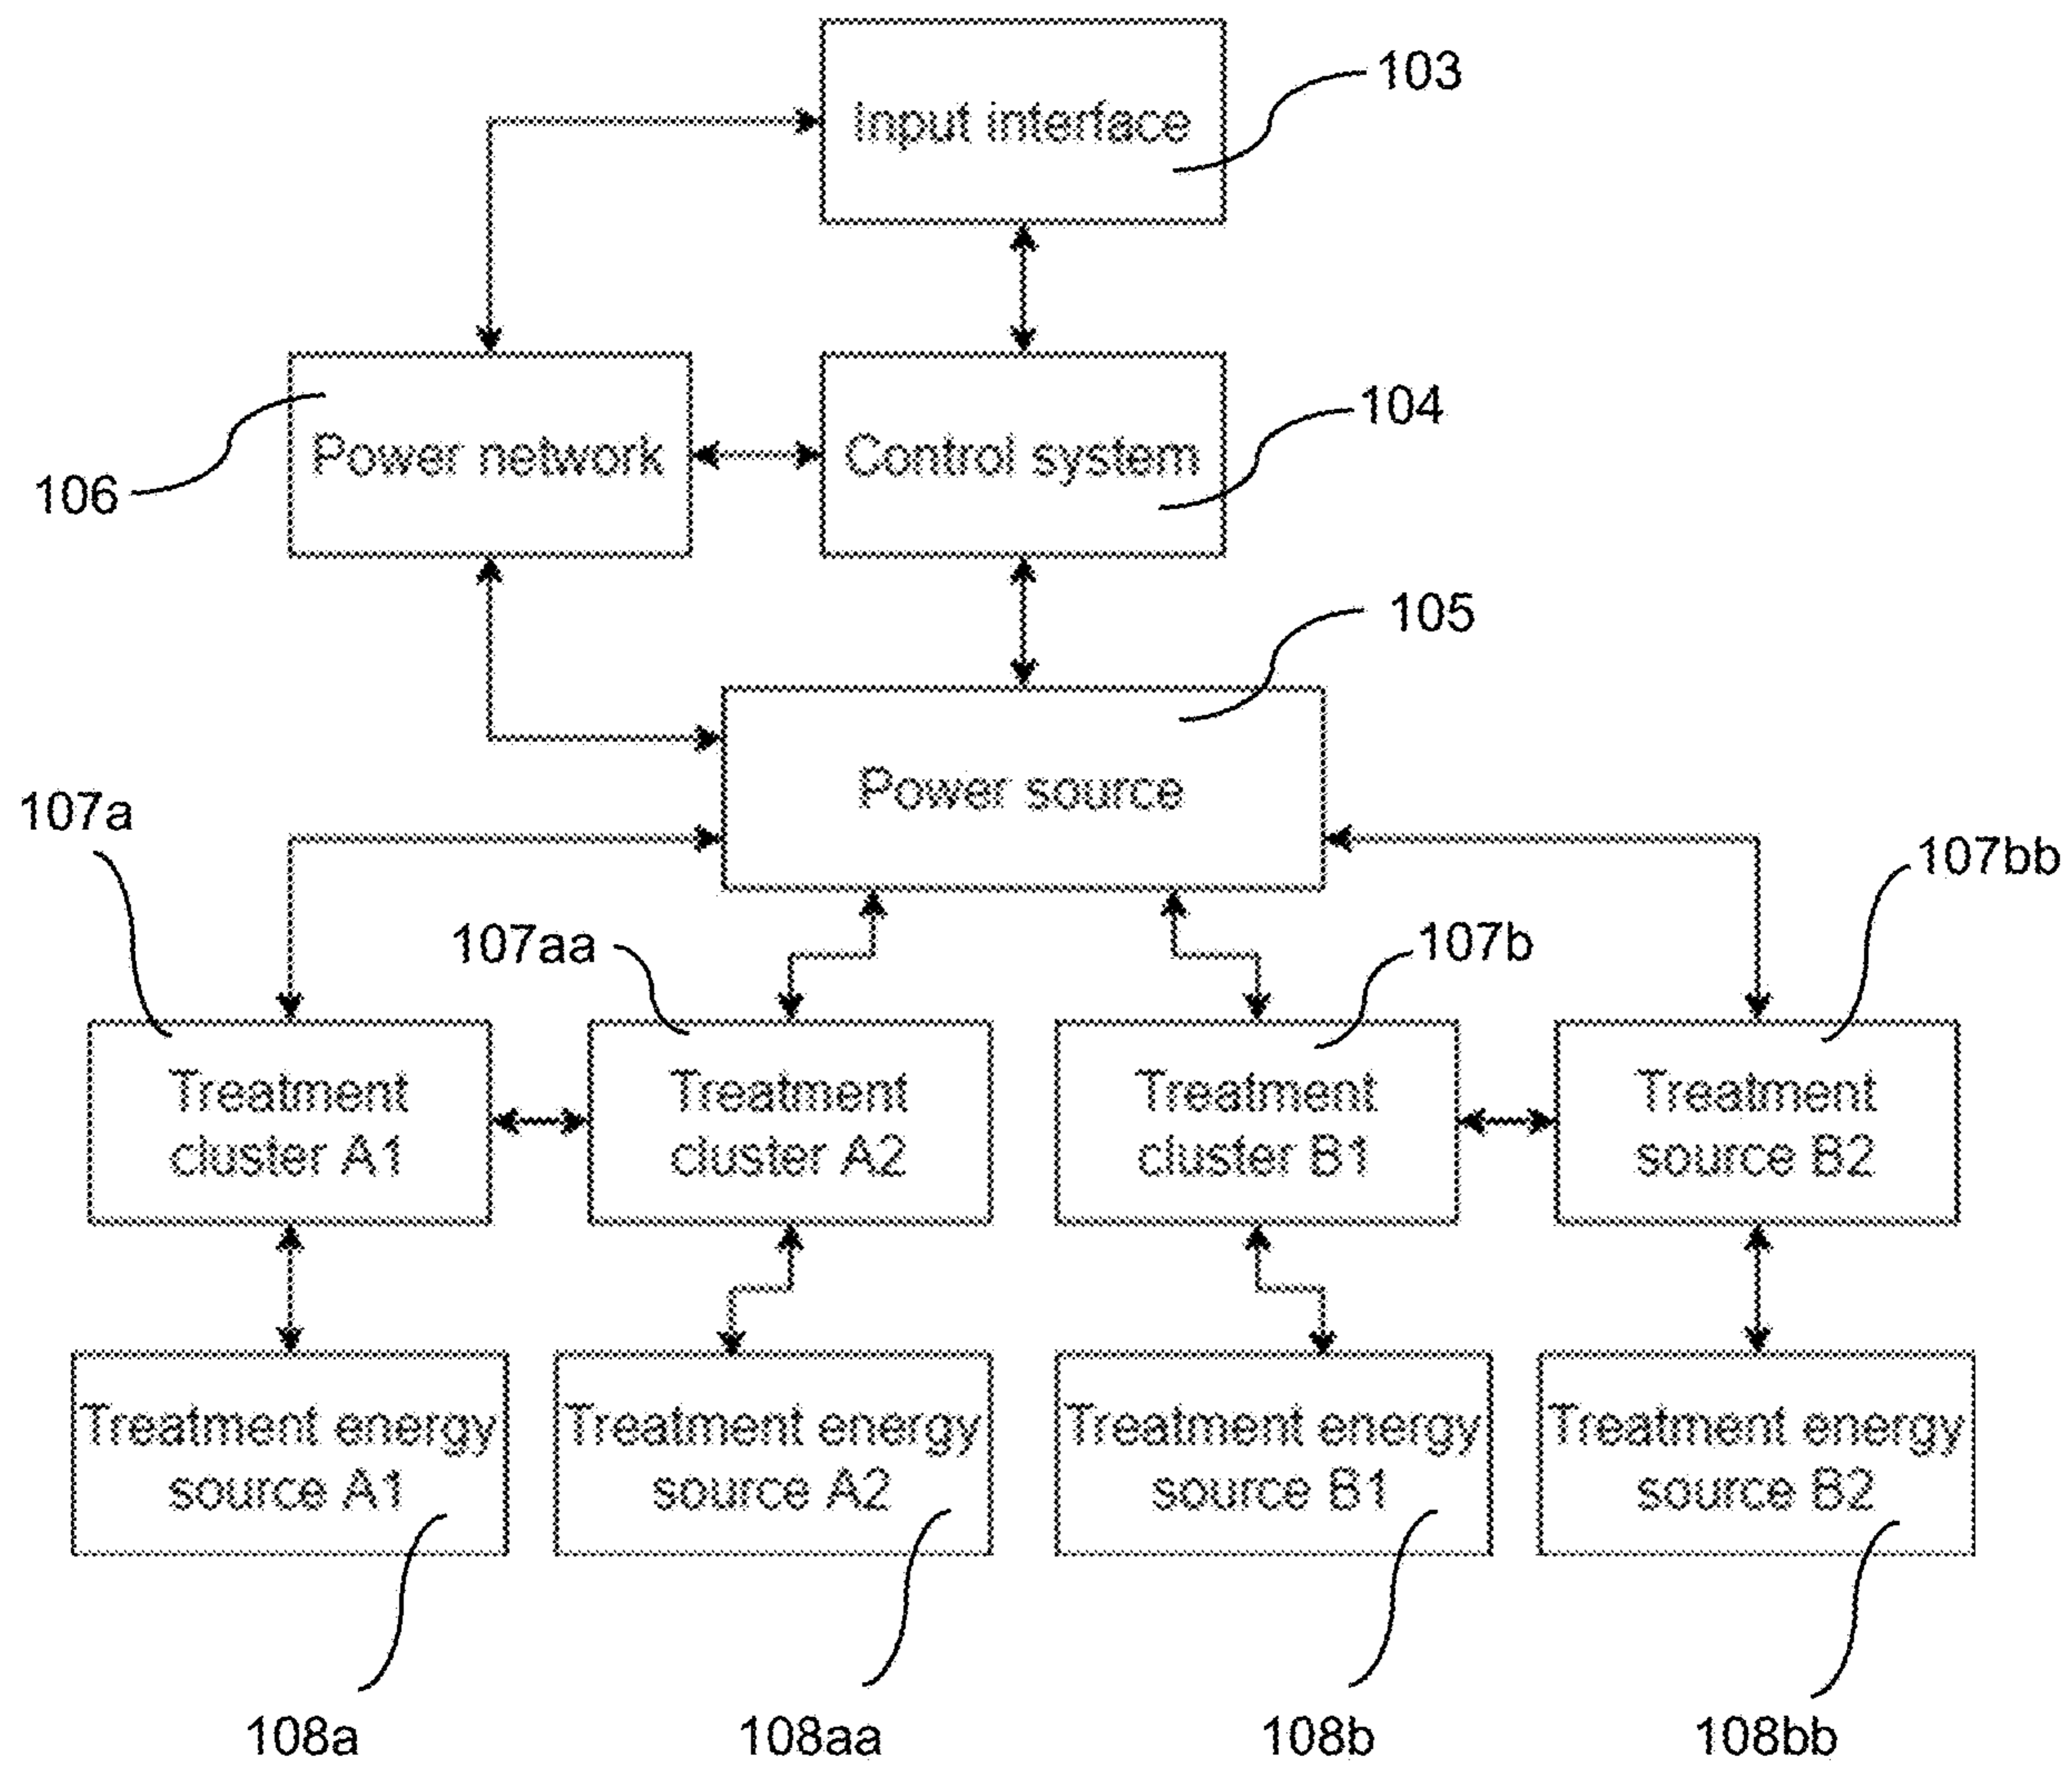 103
Input interface
106
Power network
Control system
104
105
Power source
107a
107aa
107b
107bb
Treatment
cluster A1
Treatment
cluster A2
Treatment
cluster B1
Treatment
source B2
Treatment energy
source A1
Treatment energy
source A2
Treatment energy
source B1
Treatment energy
source B2
108a
108aa
108b
108bb